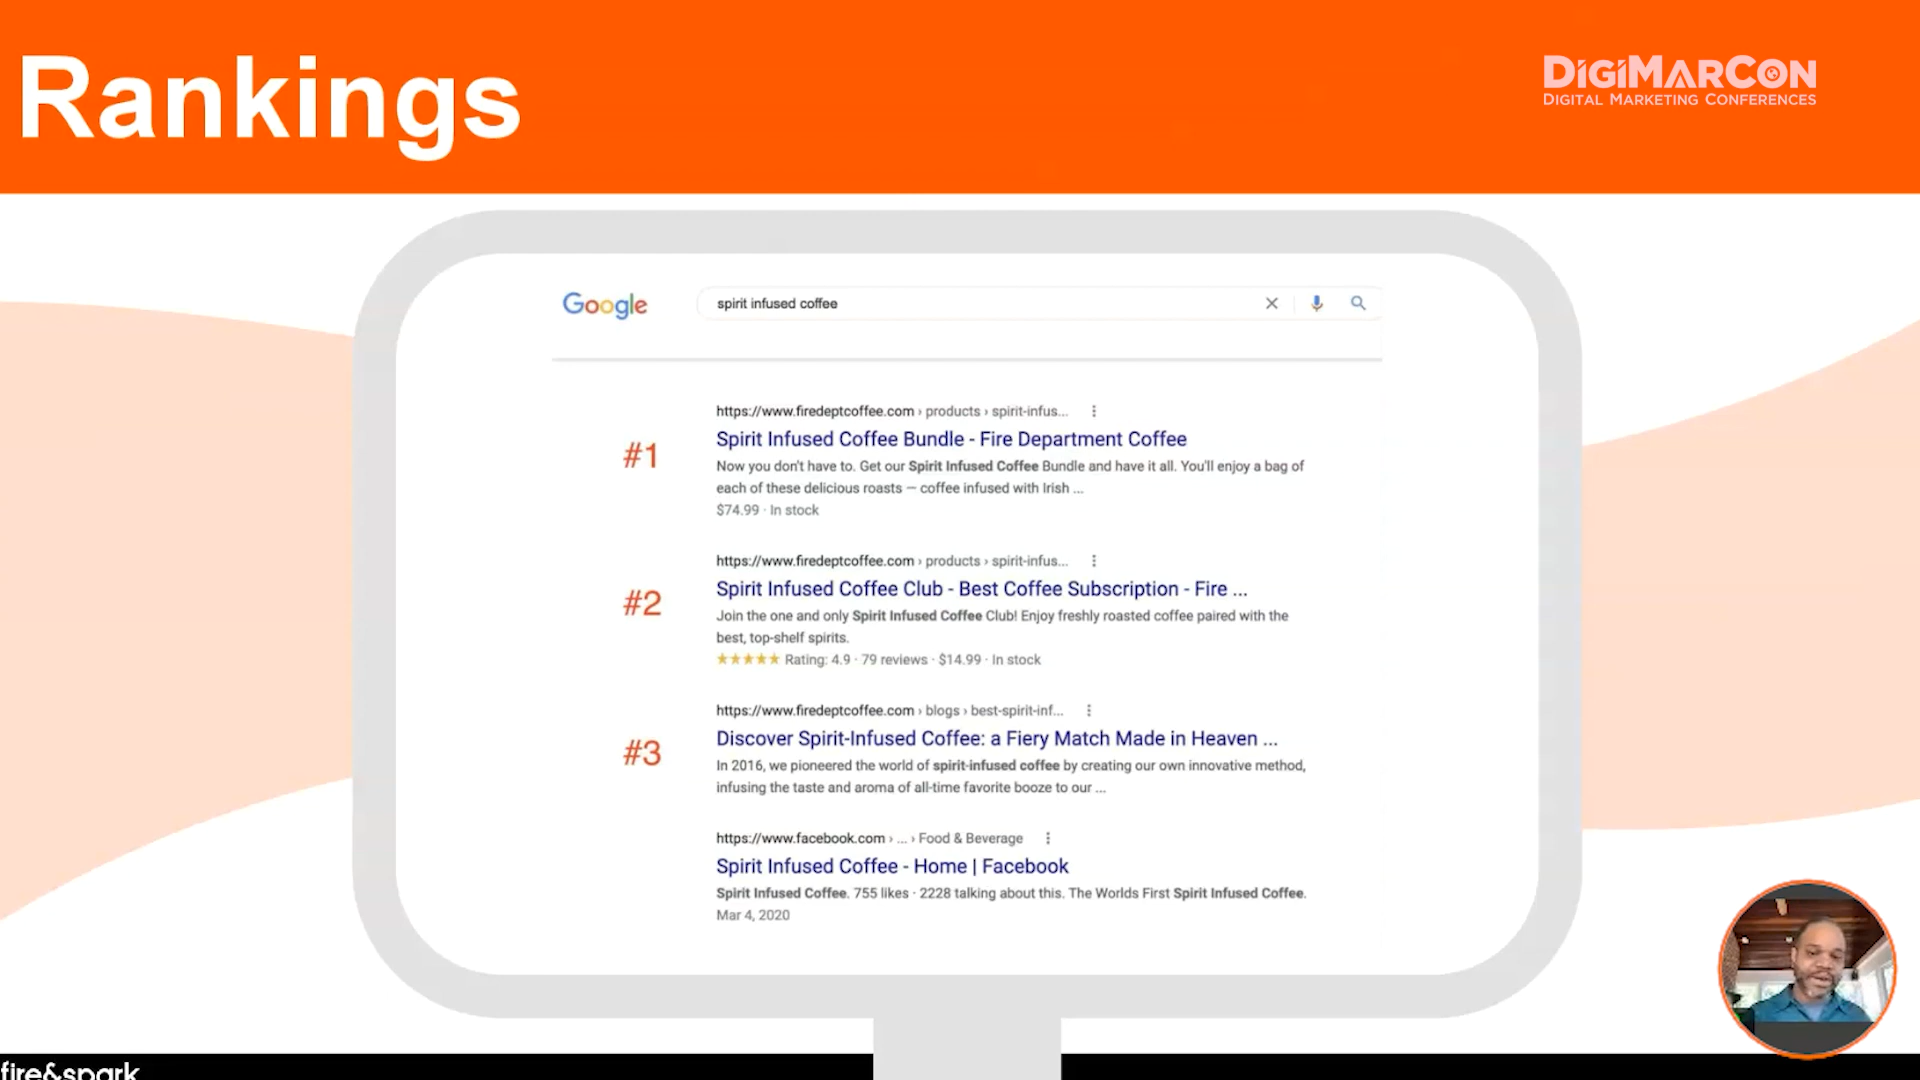 Rankings
DIGIMARCON
DIGITAL MARKETING CONFERENCES
Google
spirit infused coffee
https://www.firedeptcoffee.com › products › spirit-infus...
#1
Spirit Infused Coffee Bundle - Fire Department Coffee
Now you don't have to. Get our Spirit Infused Coffee Bundle and have it all. You'll enjoy a bag of
each of these delicious roasts — coffee infused with Irish ...
$74.99 · In stock
https://www.firedeptcoffee.com › products › spirit-infus...
#2
Spirit Infused Coffee Club - Best Coffee Subscription - Fire ...
Join the one and only Spirit Infused Coffee Club! Enjoy freshly roasted coffee paired with the
best, top-shelf spirits.
★★★★★ Rating: 4.9 · 79 reviews · $14.99 · In stock
https://www.firedeptcoffee.com › blogs › best-spirit-inf...
#3
Discover Spirit-Infused Coffee: a Fiery Match Made in Heaven ...
In 2016, we pioneered the world of spirit-infused coffee by creating our own innovative method,
infusing the taste and aroma of all-time favorite booze to our ...
https://www.facebook.com › ... › Food & Beverage
Spirit Infused Coffee - Home | Facebook
Spirit Infused Coffee. 755 likes · 2228 talking about this. The Worlds First Spirit Infused Coffee.
Mar 4, 2020
fire&spark